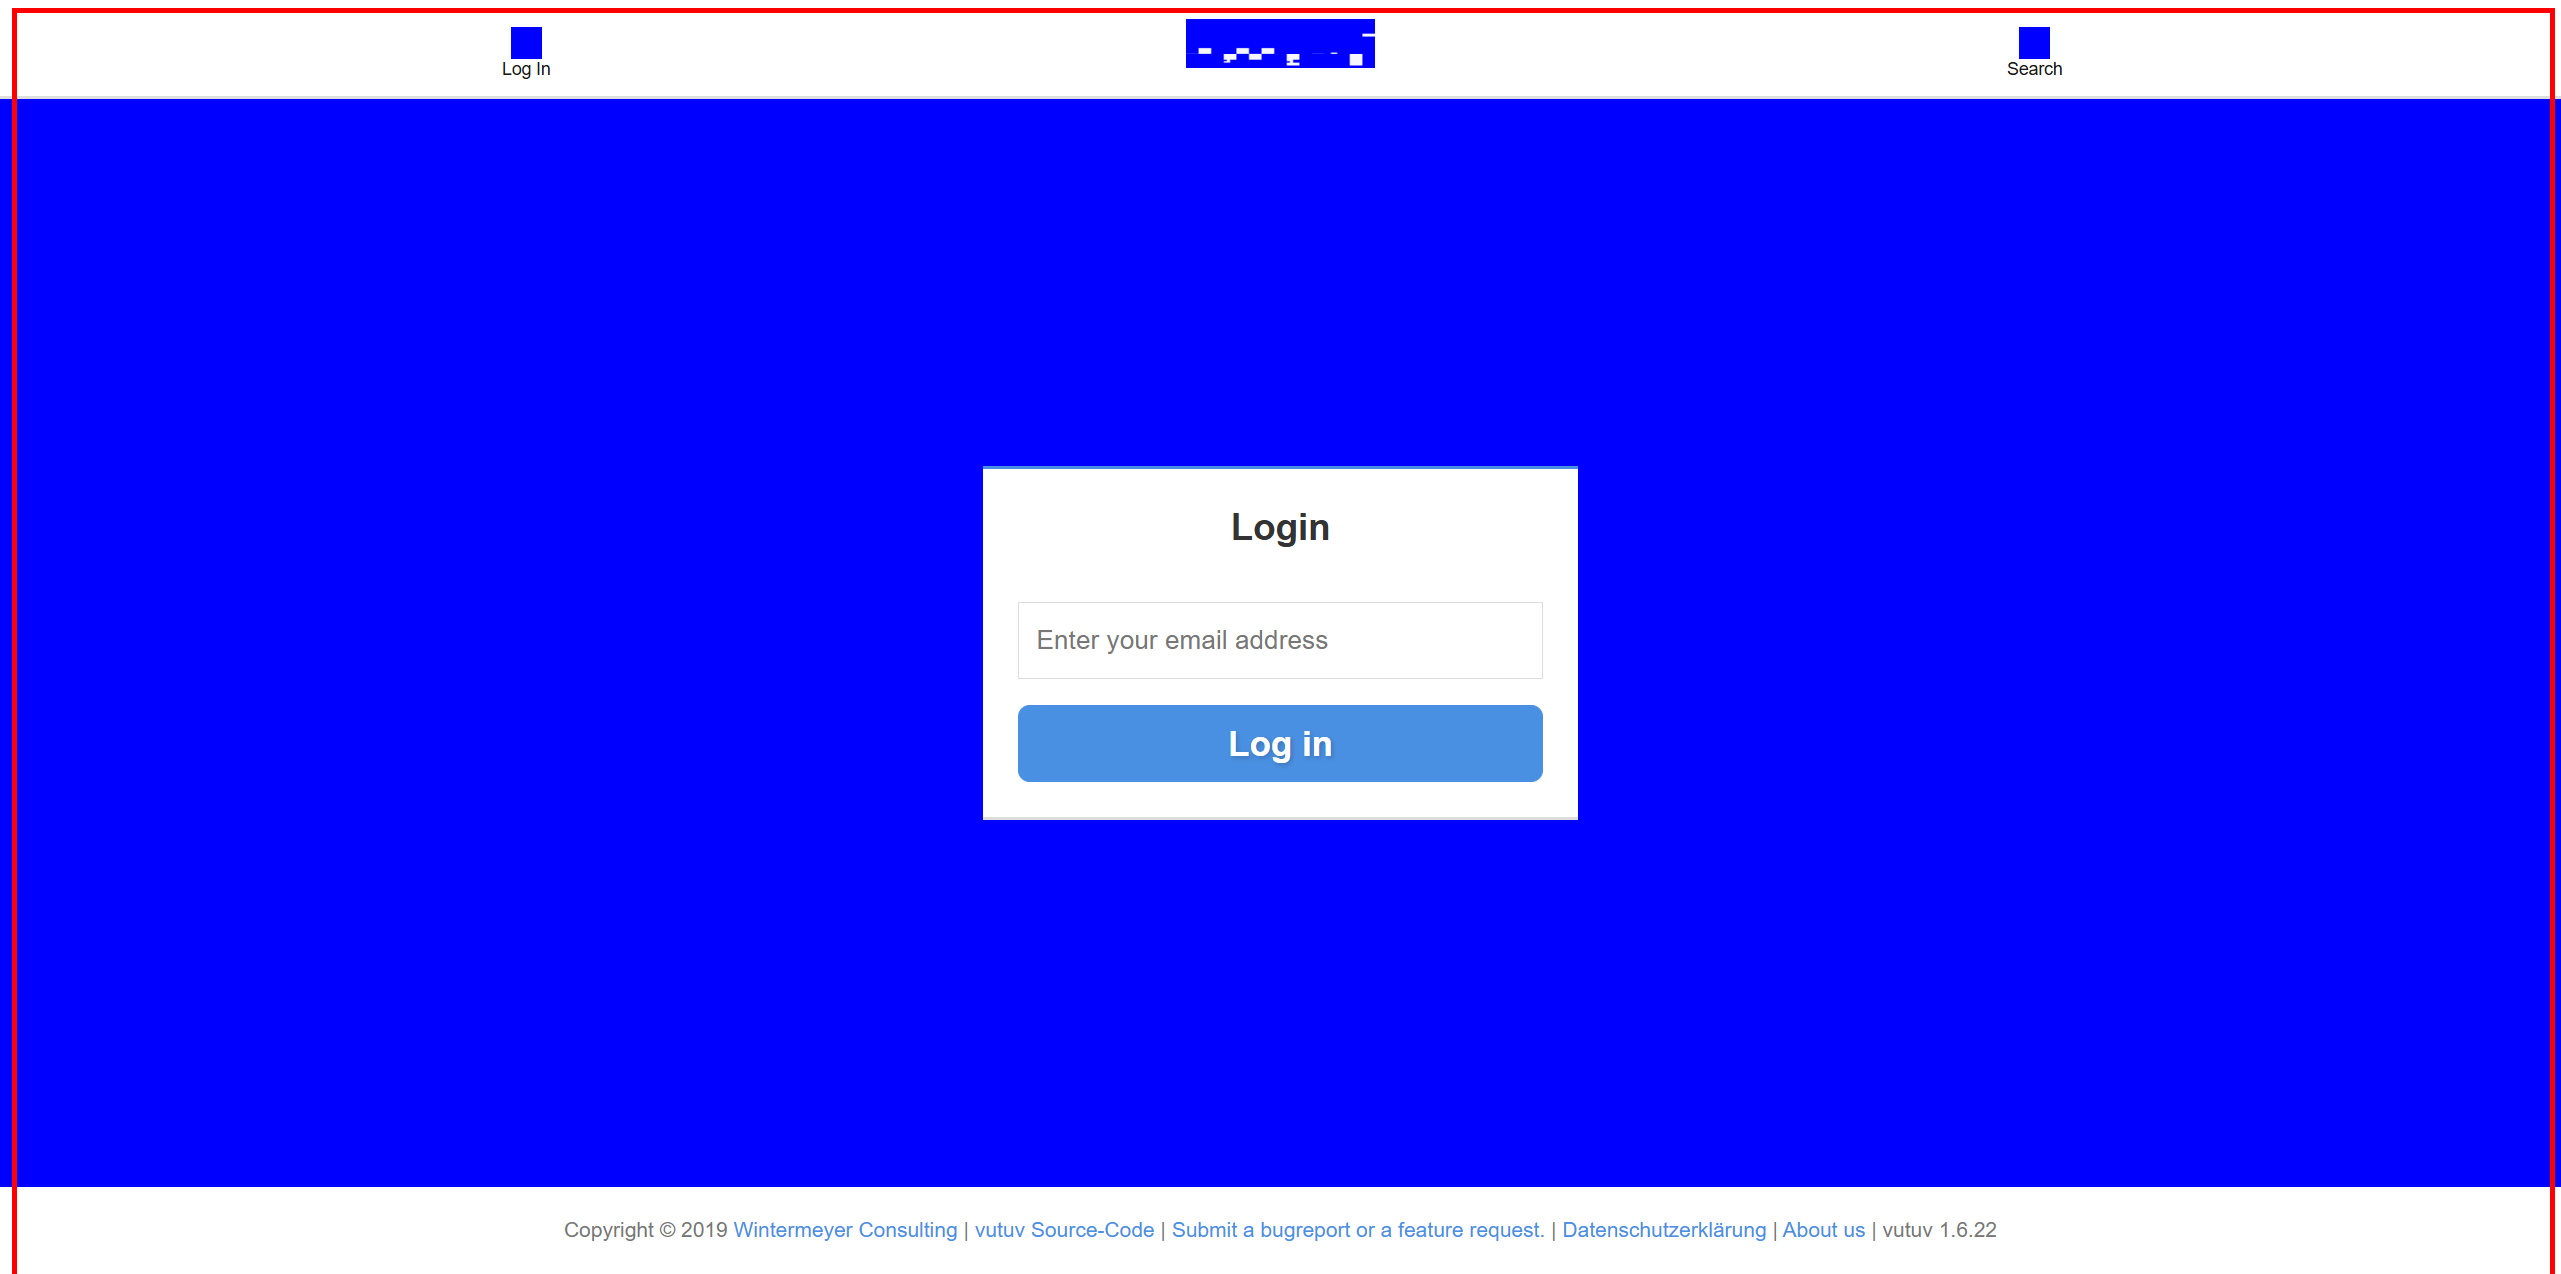 Log In
Search
Login
Enter your email address
Log in
Copyright © 2019 Wintermeyer Consulting | vutuv Source-Code | Submit a bugreport or a feature request. | Datenschutzerklärung | About us | vutuv 1.6.22